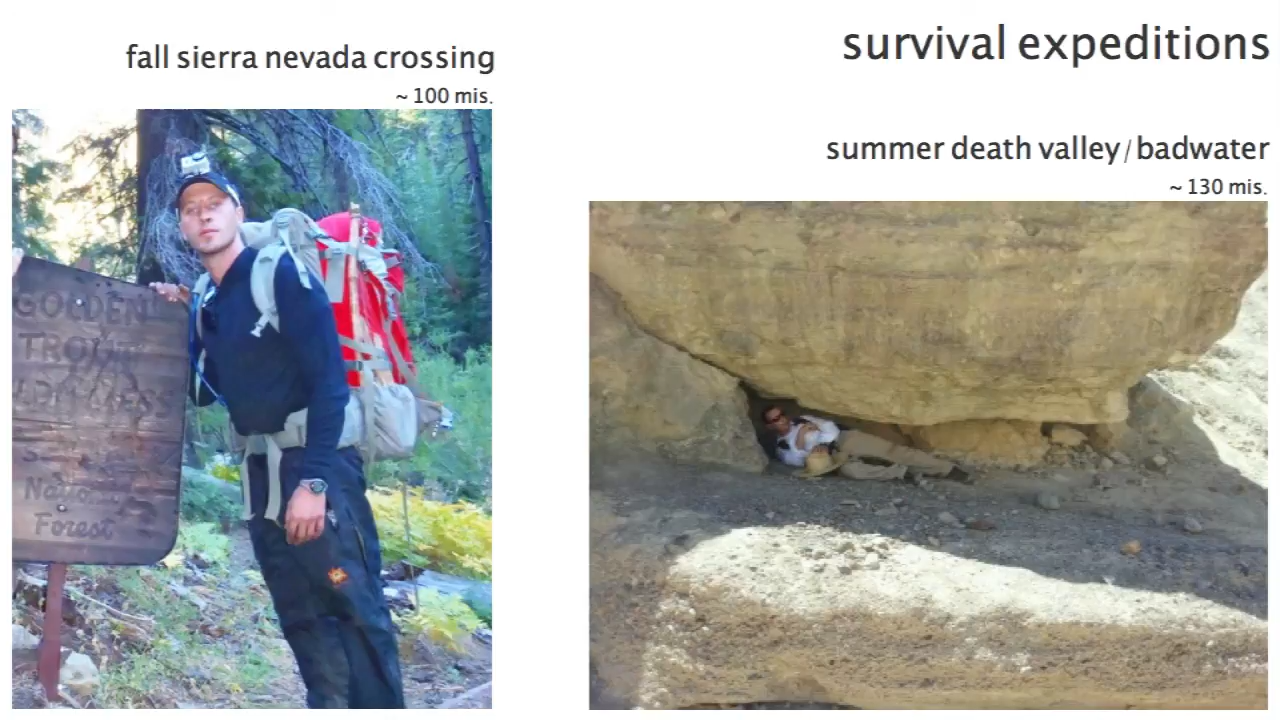 survival expeditions
fall sierra nevada crossing
~ 100 mis.
summer death valley / badwater
~ 130 mis.
GOLDEN
TROUT
WILDERNESS
National
Forest